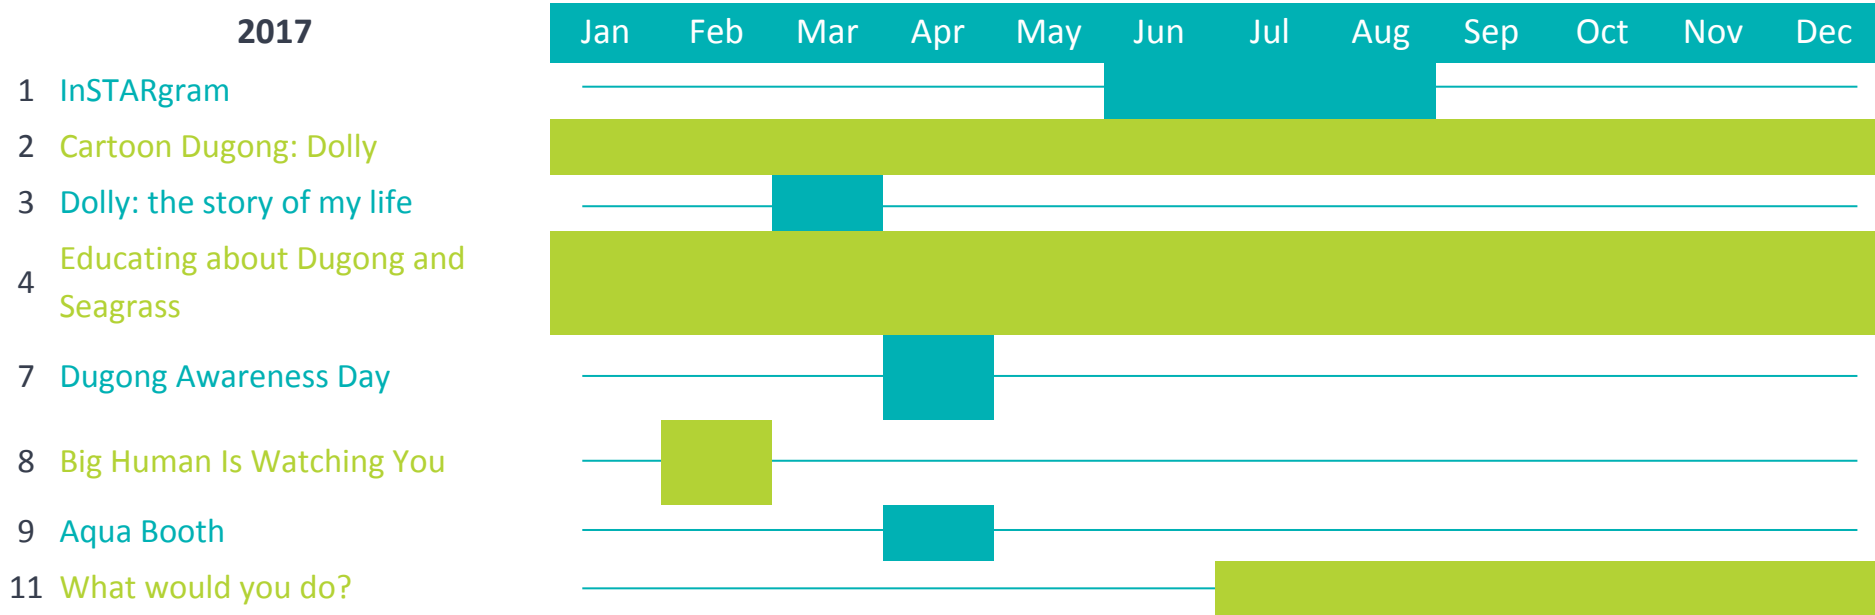 2017 Jan Feb Mar Apr May Jun Jul Aug Sep Oct Nov Dec
1 InSTARgram
2 Cartoon Dugong: Dolly
3 Dolly: the story of my life
4 Educating about Dugong and
Seagrass
7 Dugong Awareness Day
8 Big Human Is Watching You
9 Aqua Booth
11 What would you do?